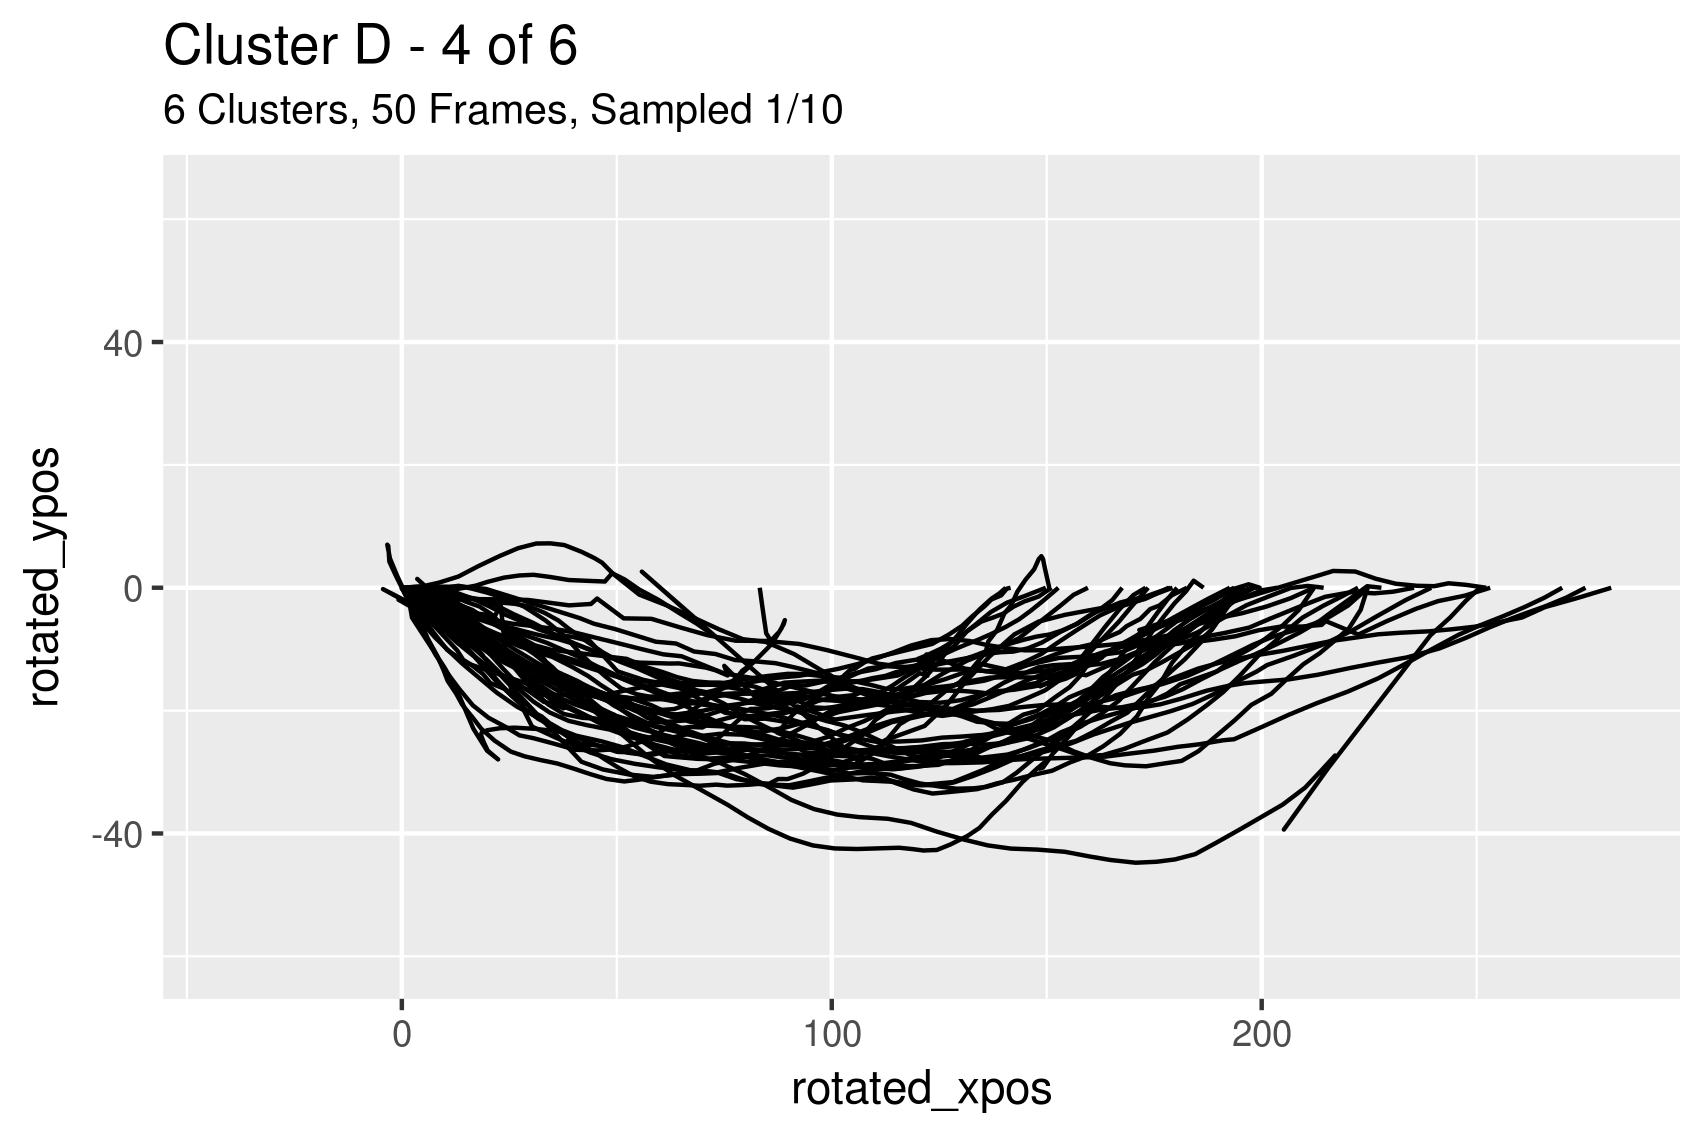 Cluster D - 4 of 6
6 Clusters, 50 Frames, Sampled 1/10
rotated_ypos
40
0
-40
0
100
200
rotated_xpos